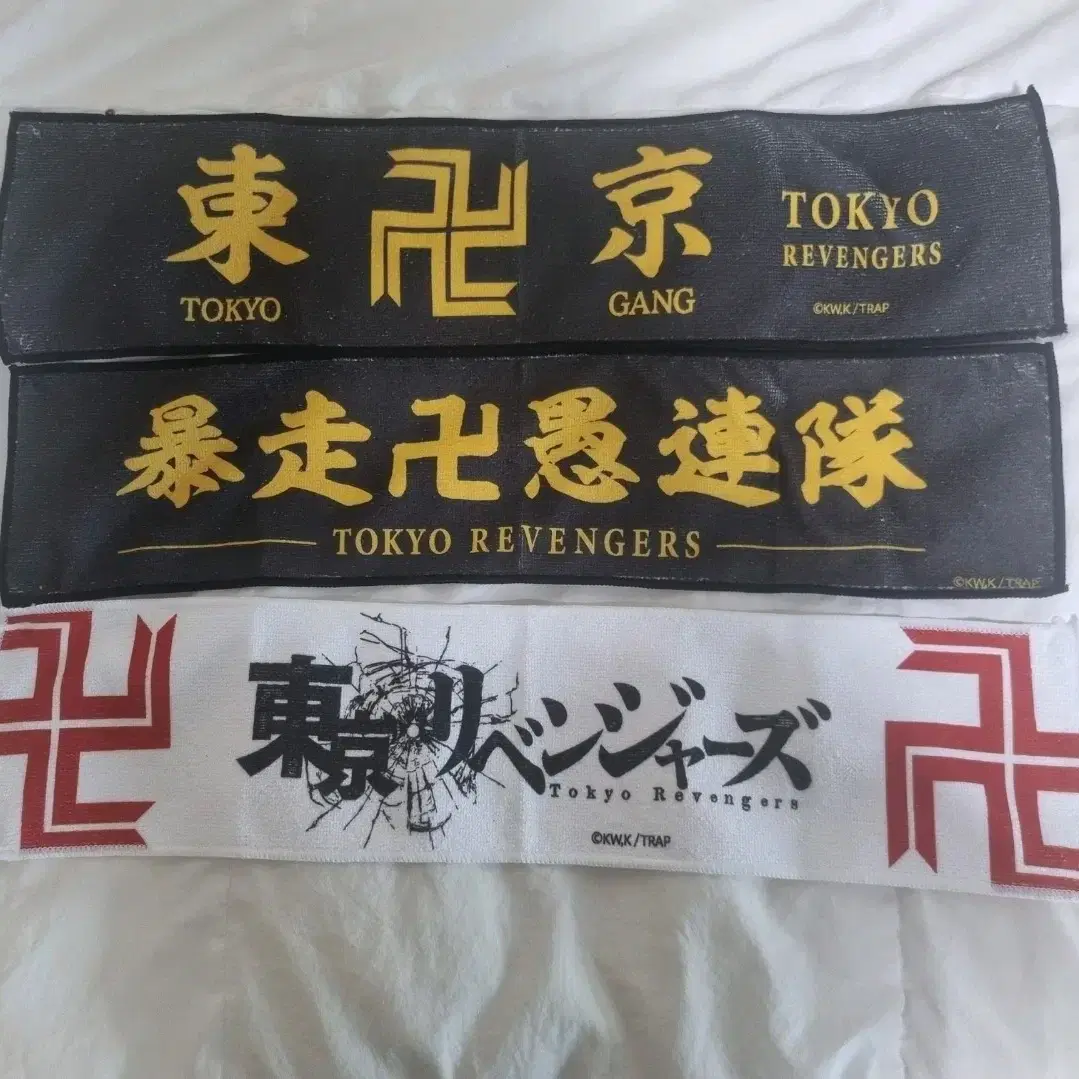 東卍京
TOKYO GANG
TOKYO
REVENGERS
©KW,K/TRAP
暴走卍愚連隊
TOKYO REVENGERS
©KW,K/TRAP
卍 東京卍リベンジャーズ 卍
Tokyo Revengers
©KW,K/TRAP